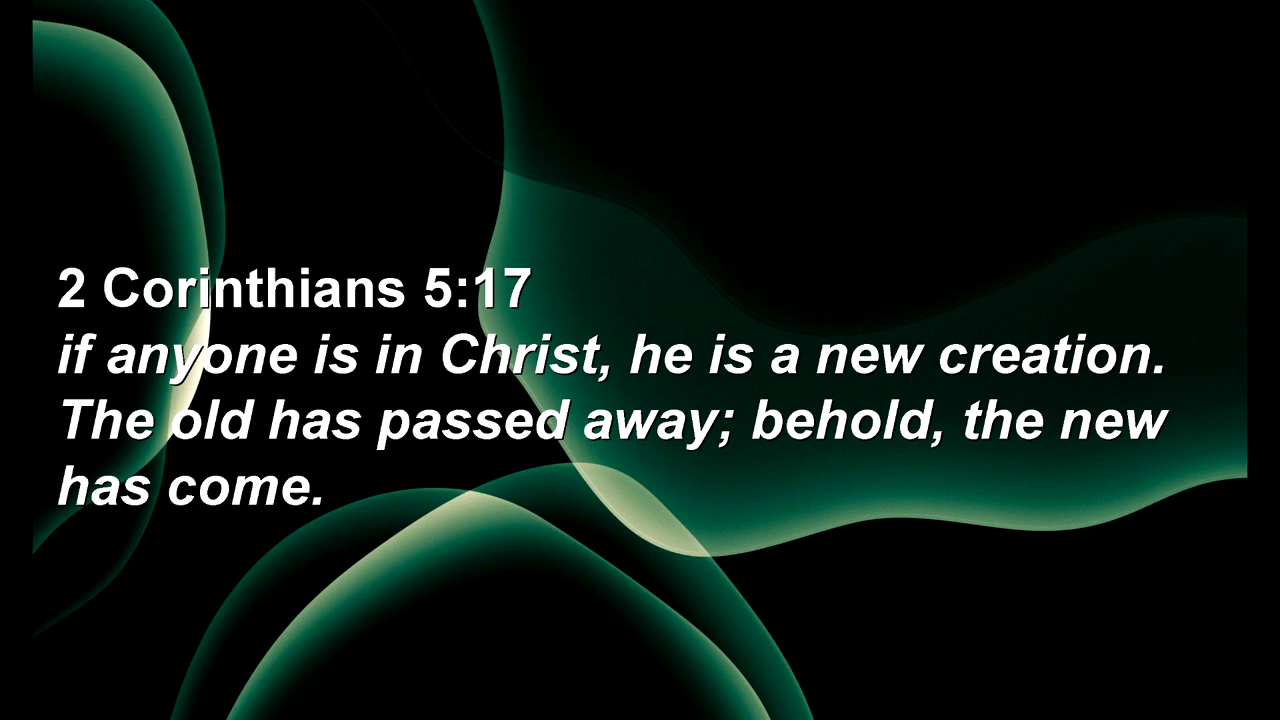 2 Corinthians 5:17
if anyone is in Christ, he is a new creation.
The old has passed away; behold, the new
has come.